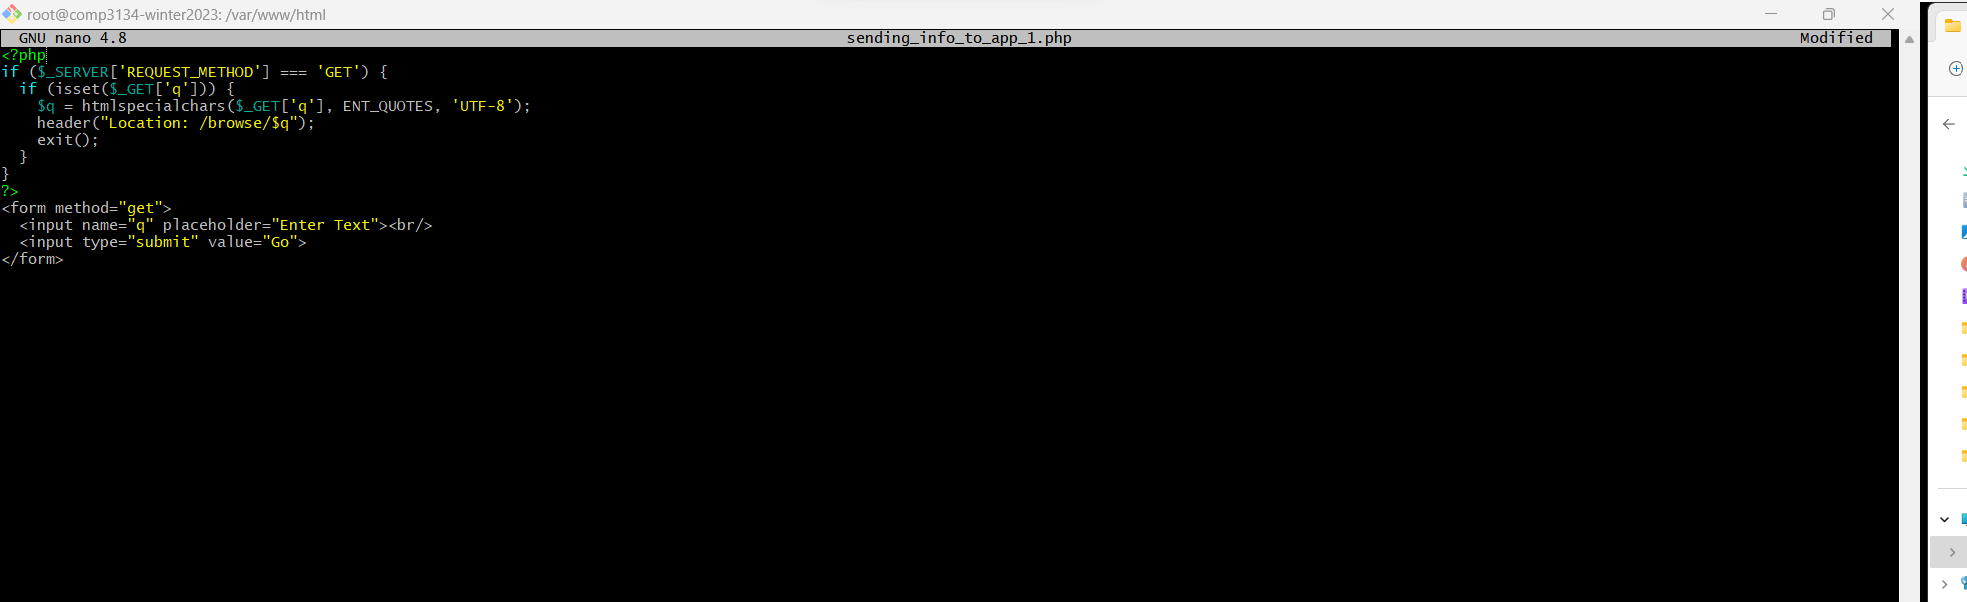 root@comp3134-winter2023: /var/www/html
GNU nano 4.8 sending_info_to_app_1.php Modified
<?php
if ($_SERVER['REQUEST_METHOD'] === 'GET') {
  if (isset($_GET['q'])) {
    $q = htmlspecialchars($_GET['q'], ENT_QUOTES, 'UTF-8');
    header("Location: /browse/$q");
    exit();
  }
}
?>
<form method="get">
  <input name="q" placeholder="Enter Text"><br/>
  <input type="submit" value="Go">
</form>